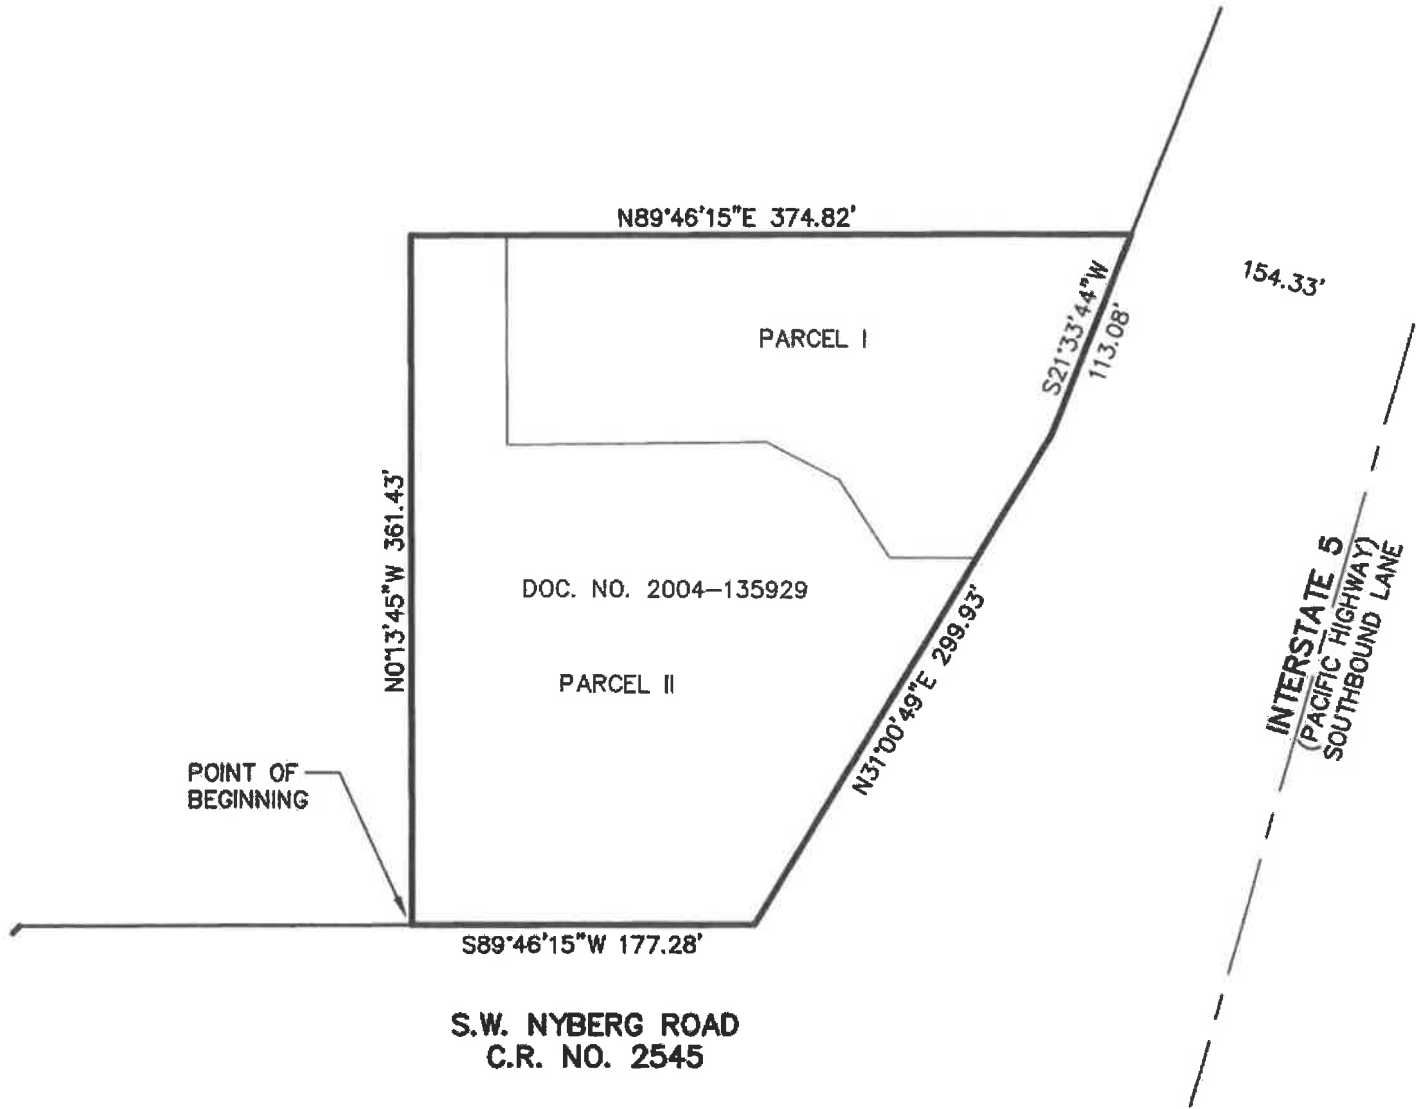 N89°46'15"E 374.82'
154.33'
S21°33'44"W
113.08'
PARCEL I
N0°13'45"W 361.43'
DOC. NO. 2004-135929
PARCEL II
N31°00'49"E 299.93'
INTERSTATE 5
(PACIFIC HIGHWAY)
SOUTHBOUND LANE
POINT OF
BEGINNING
S89°46'15"W 177.28'
S.W. NYBERG ROAD
C.R. NO. 2545